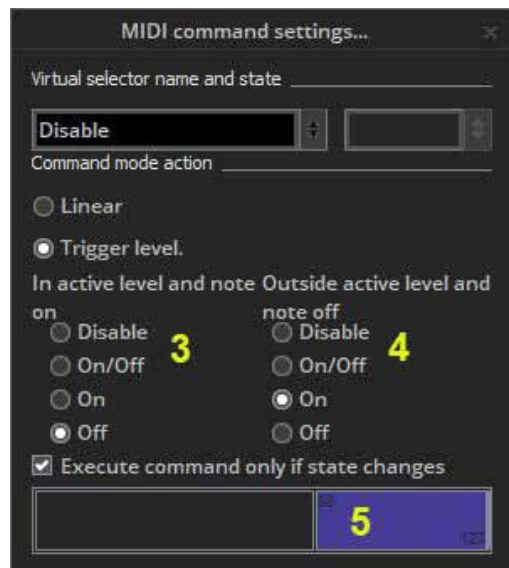 MIDI command settings...
Virtual selector name and state
Disable
Command mode action
Linear
Trigger level.
In active level and note Outside active level and
on note off
Disable 3 Disable 4
On/Off On/Off
On On
Off Off
Execute command only if state changes
5
127